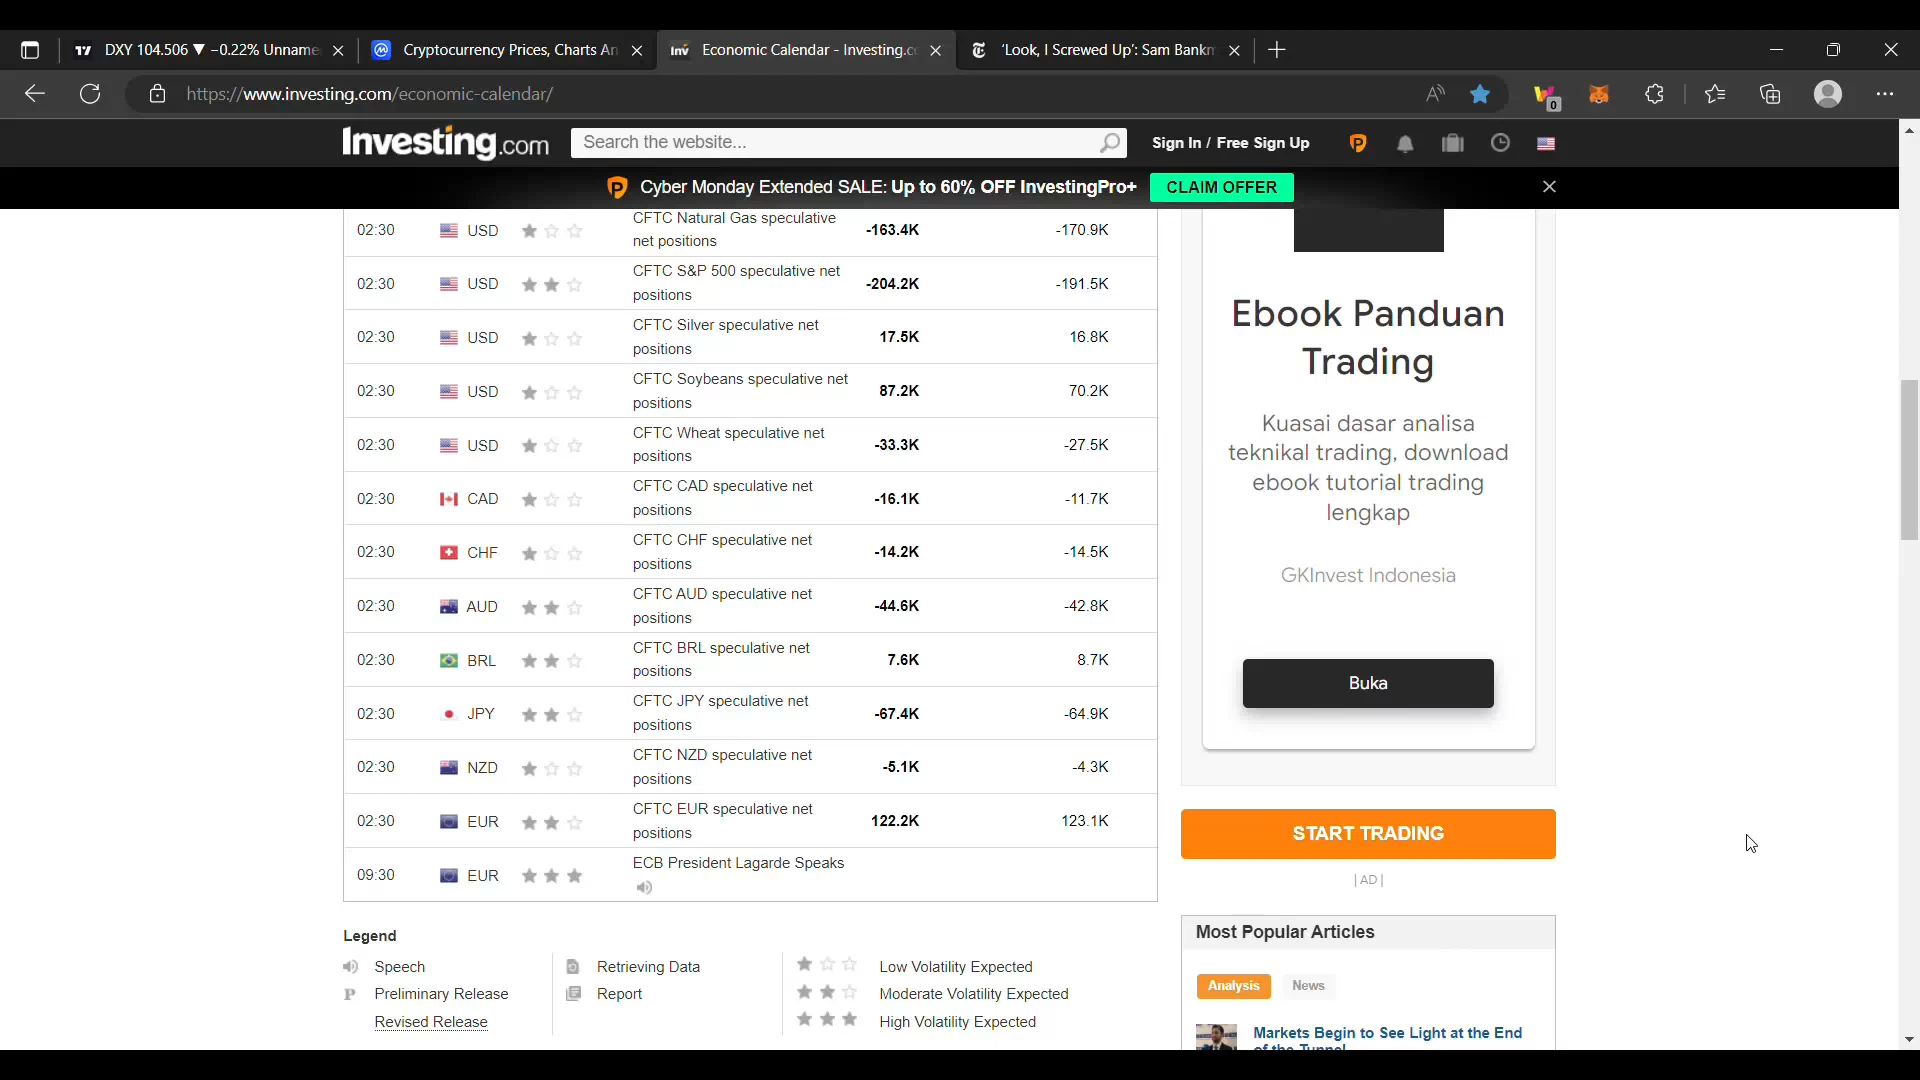 DXY 104.506 ▼ −0.22% Unname
Cryptocurrency Prices, Charts An
Economic Calendar - Investing.c
'Look, I Screwed Up': Sam Bankm
https://www.investing.com/economic-calendar/
0
Investing.com
Search the website...
Sign In / Free Sign Up
Cyber Monday Extended SALE: Up to 60% OFF InvestingPro+
CLAIM OFFER
02:30 USD CFTC Natural Gas speculative net positions -163.4K -170.9K
02:30 USD CFTC S&P 500 speculative net positions -204.2K -191.5K
02:30 USD CFTC Silver speculative net positions 17.5K 16.8K
02:30 USD CFTC Soybeans speculative net positions 87.2K 70.2K
02:30 USD CFTC Wheat speculative net positions -33.3K -27.5K
02:30 CAD CFTC CAD speculative net positions -16.1K -11.7K
02:30 CHF CFTC CHF speculative net positions -14.2K -14.5K
02:30 AUD CFTC AUD speculative net positions -44.6K -42.8K
02:30 BRL CFTC BRL speculative net positions 7.6K 8.7K
02:30 JPY CFTC JPY speculative net positions -67.4K -64.9K
02:30 NZD CFTC NZD speculative net positions -5.1K -4.3K
02:30 EUR CFTC EUR speculative net positions 122.2K 123.1K
09:30 EUR ECB President Lagarde Speaks
Legend
Speech
Preliminary Release
Revised Release
Retrieving Data
Report
Low Volatility Expected
Moderate Volatility Expected
High Volatility Expected
Ebook Panduan
Trading
Kuasai dasar analisa
teknikal trading, download
ebook tutorial trading
lengkap
GKInvest Indonesia
Buka
START TRADING
| AD |
Most Popular Articles
Analysis
News
Markets Begin to See Light at the End
of the Tunnel